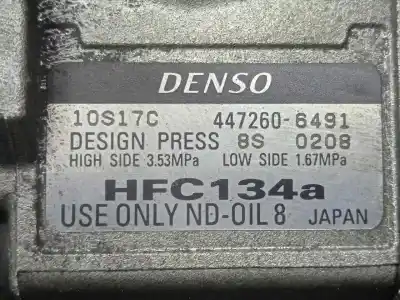 DENSO
10S17C 447260-6491
DESIGN PRESS 8S 0208
HIGH SIDE 3.53MPa LOW SIDE 1.67MPa
HFC134a
USE ONLY ND-OIL 8 JAPAN